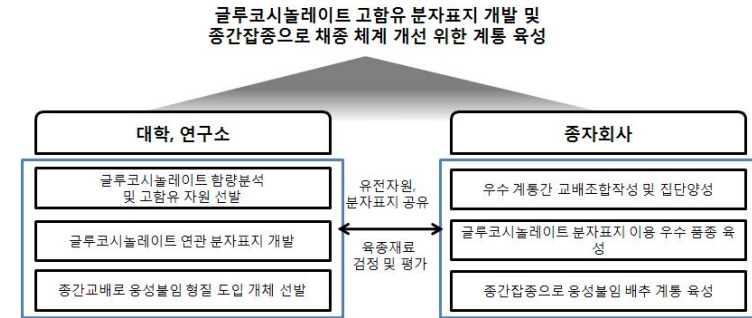 글루코시놀레이트 고함유 분자표지 개발 및
종간잡종으로 채종 체계 개선 위한 계통 육성
대학, 연구소
종자회사
글루코시놀레이트 함량분석
및 고함유 자원 선발
글루코시놀레이트 연관 분자표지 개발
종간교배로 웅성불임 형질 도입 개체 선발
유전자원,
분자표지 공유
육종재료
검정 및 평가
우수 계통간 교배조합작성 및 집단양성
글루코시놀레이트 분자표지 이용 우수 품종 육
성
종간잡종으로 웅성불임 배추 계통 육성